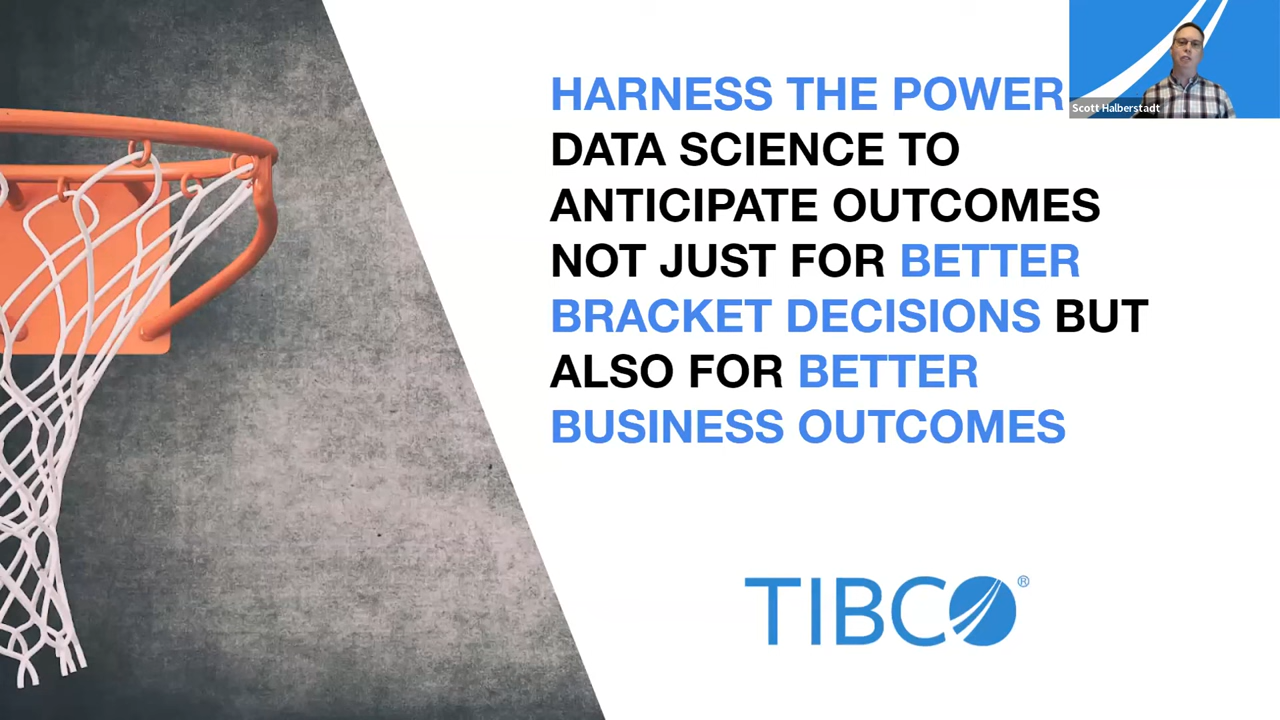 HARNESS THE POWER
DATA SCIENCE TO
ANTICIPATE OUTCOMES
NOT JUST FOR BETTER
BRACKET DECISIONS BUT
ALSO FOR BETTER
BUSINESS OUTCOMES
Scott Halberstadt
TIBCO®